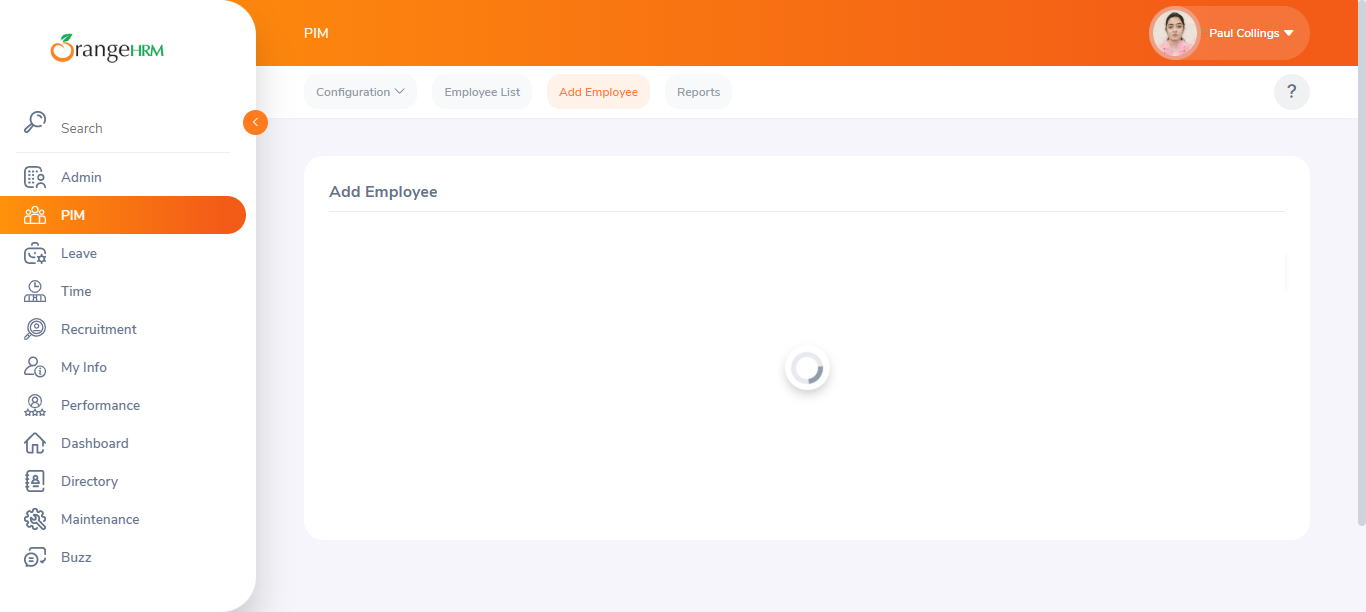 OrangeHRM
Search
Admin
PIM
Leave
Time
Recruitment
My Info
Performance
Dashboard
Directory
Maintenance
Buzz
PIM
Paul Collings
Configuration
Employee List
Add Employee
Reports
?
Add Employee